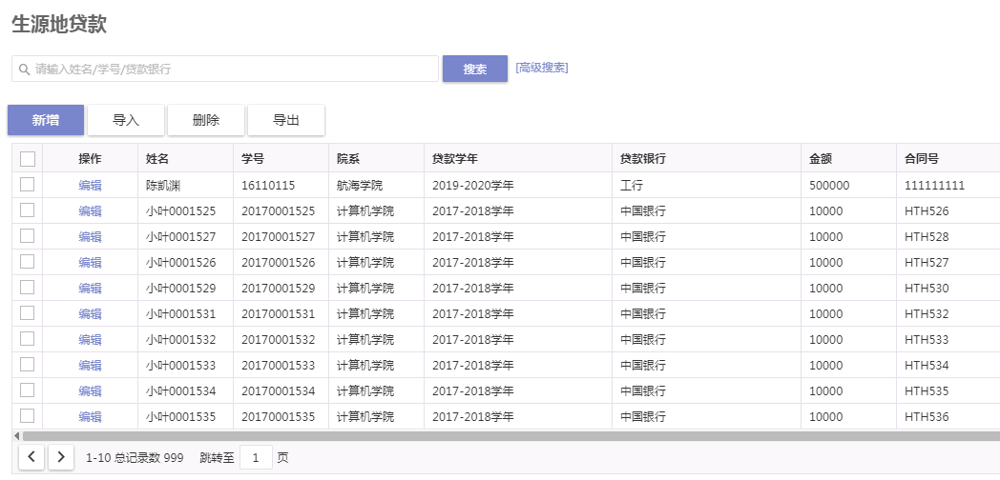 生源地贷款
请输入姓名/学号/贷款银行 搜索 [高级搜索]
新增 导入 删除 导出
操作 姓名 学号 院系 贷款学年 贷款银行 金额 合同号
编辑 陈凯渊 16110115 航海学院 2019-2020学年 工行 500000 111111111
编辑 小叶0001525 20170001525 计算机学院 2017-2018学年 中国银行 10000 HTH526
编辑 小叶0001527 20170001527 计算机学院 2017-2018学年 中国银行 10000 HTH528
编辑 小叶0001526 20170001526 计算机学院 2017-2018学年 中国银行 10000 HTH527
编辑 小叶0001529 20170001529 计算机学院 2017-2018学年 中国银行 10000 HTH530
编辑 小叶0001531 20170001531 计算机学院 2017-2018学年 中国银行 10000 HTH532
编辑 小叶0001532 20170001532 计算机学院 2017-2018学年 中国银行 10000 HTH533
编辑 小叶0001533 20170001533 计算机学院 2017-2018学年 中国银行 10000 HTH534
编辑 小叶0001534 20170001534 计算机学院 2017-2018学年 中国银行 10000 HTH535
编辑 小叶0001535 20170001535 计算机学院 2017-2018学年 中国银行 10000 HTH536
1-10 总记录数 999 跳转至 1 页